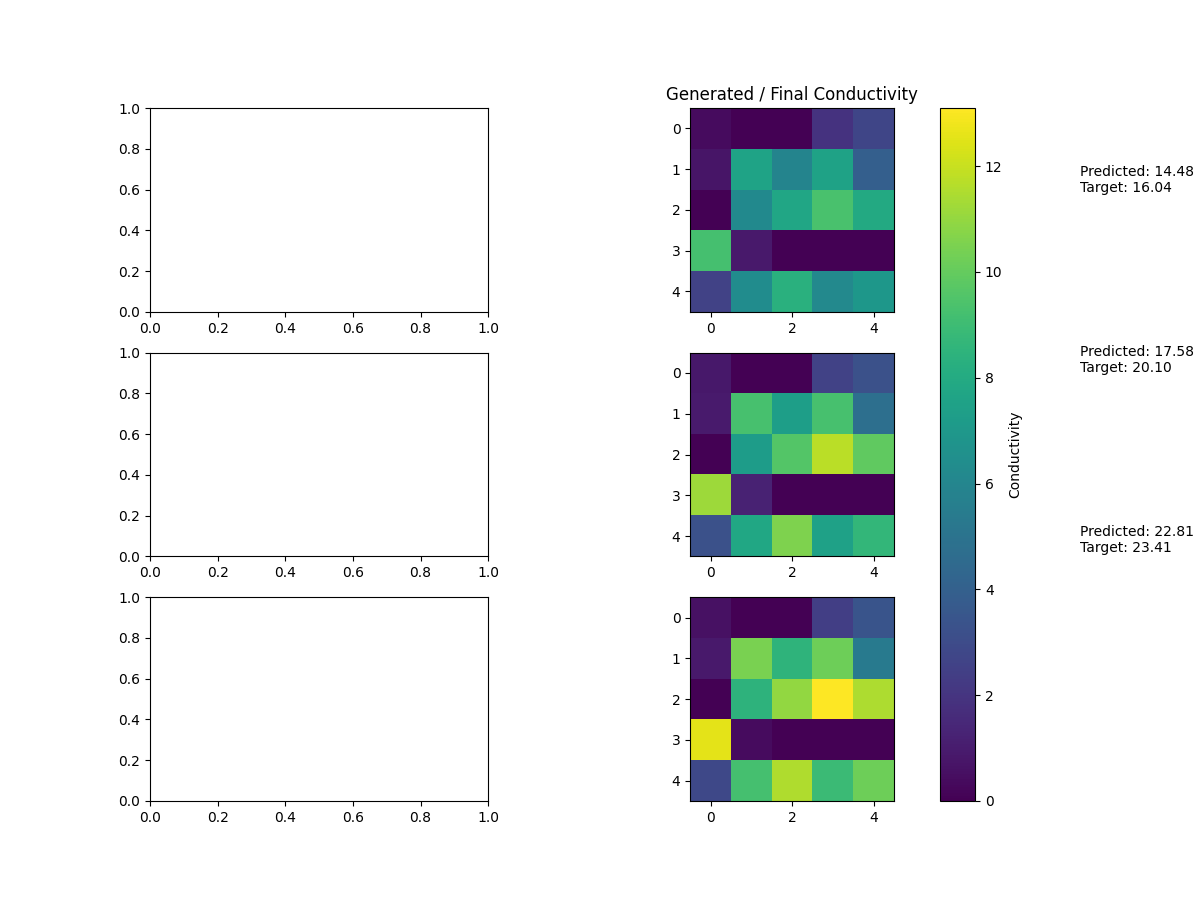 Generated / Final Conductivity
1.0
0.8
0.6
0.4
0.2
0.0
0.0 0.2 0.4 0.6 0.8 1.0
0
1
2
3
4
0 2 4
Predicted: 14.48
Target: 16.04
1.0
0.8
0.6
0.4
0.2
0.0
0.0 0.2 0.4 0.6 0.8 1.0
0
1
2
3
4
0 2 4
Predicted: 17.58
Target: 20.10
1.0
0.8
0.6
0.4
0.2
0.0
0.0 0.2 0.4 0.6 0.8 1.0
0
1
2
3
4
0 2 4
Predicted: 22.81
Target: 23.41
12
10
8
6
4
2
0
Conductivity